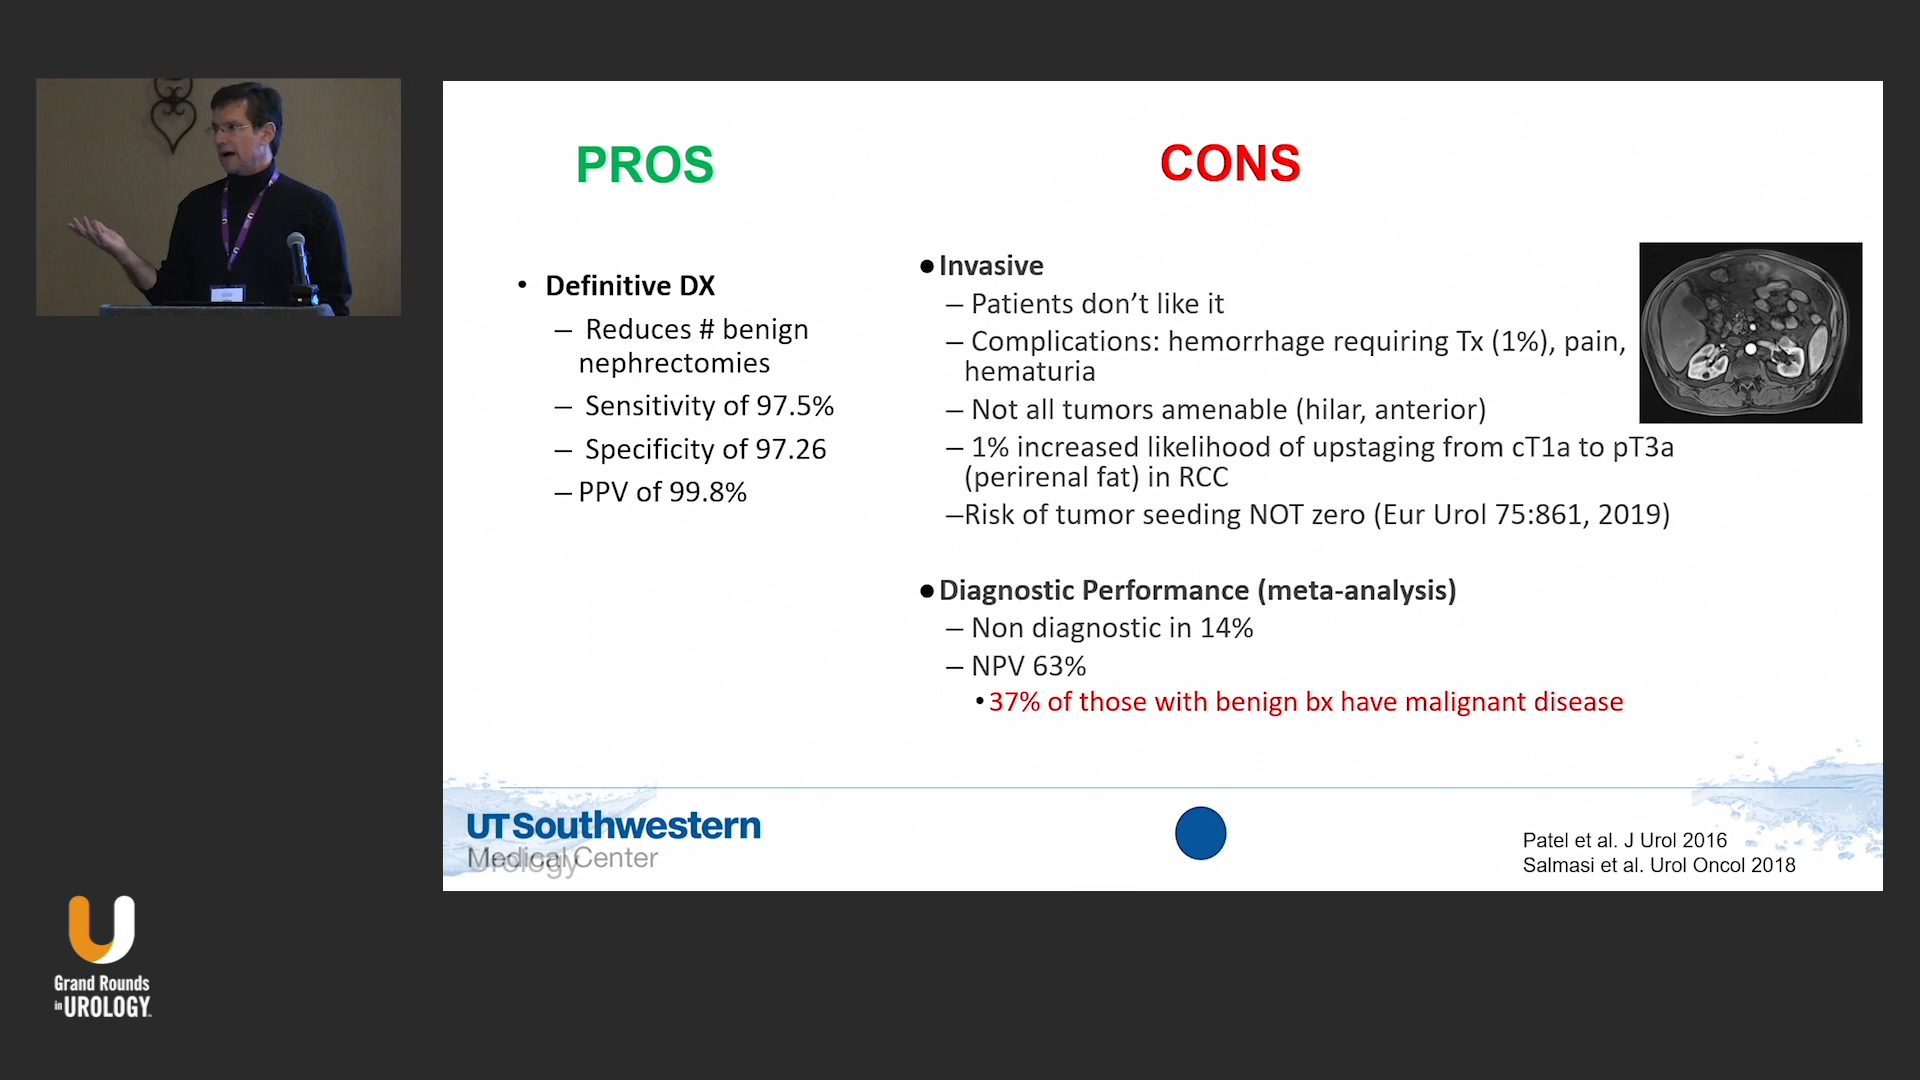 PROS
• Definitive DX
– Reduces # benign
nephrectomies
– Sensitivity of 97.5%
– Specificity of 97.26
– PPV of 99.8%
CONS
● Invasive
– Patients don’t like it
– Complications: hemorrhage requiring Tx (1%), pain,
hematuria
– Not all tumors amenable (hilar, anterior)
– 1% increased likelihood of upstaging from cT1a to pT3a
(perirenal fat) in RCC
–Risk of tumor seeding NOT zero (Eur Urol 75:861, 2019)
● Diagnostic Performance (meta-analysis)
– Non diagnostic in 14%
– NPV 63%
• 37% of those with benign bx have malignant disease
UTSouthwestern
Medical Center
Urology
Patel et al. J Urol 2016
Salmasi et al. Urol Oncol 2018
U
Grand Rounds
in UROLOGY